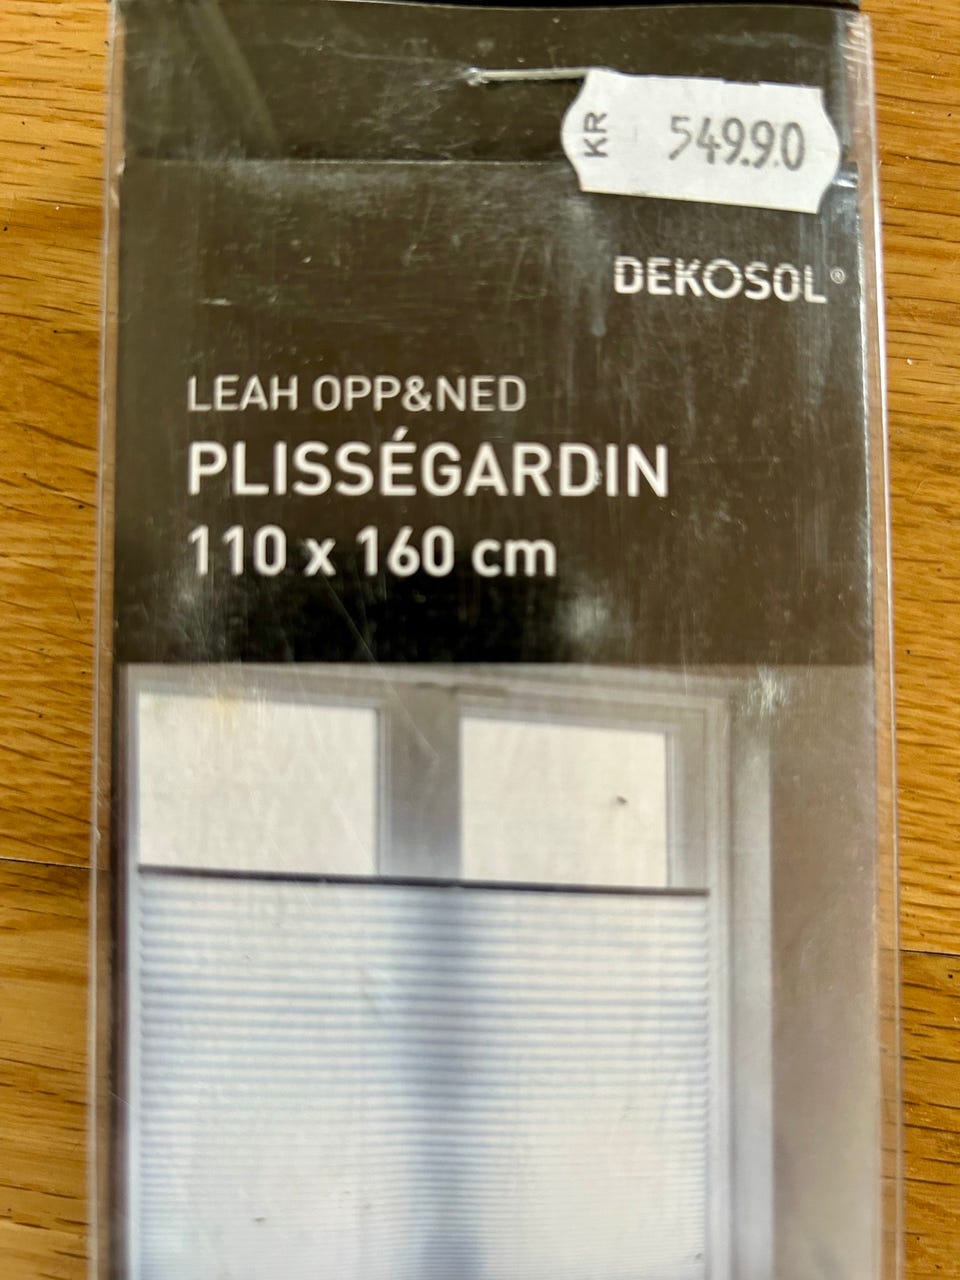 KR 549.90
DEKOSOL®
LEAH OPP&NED
PLISSÉGARDIN
110 x 160 cm